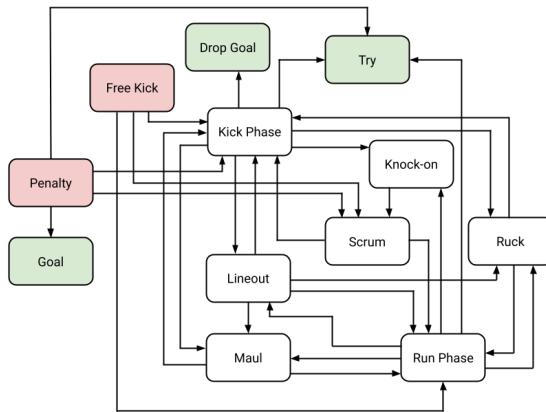 Drop Goal
Try
Free Kick
Kick Phase
Knock-on
Penalty
Scrum
Ruck
Goal
Lineout
Maul
Run Phase